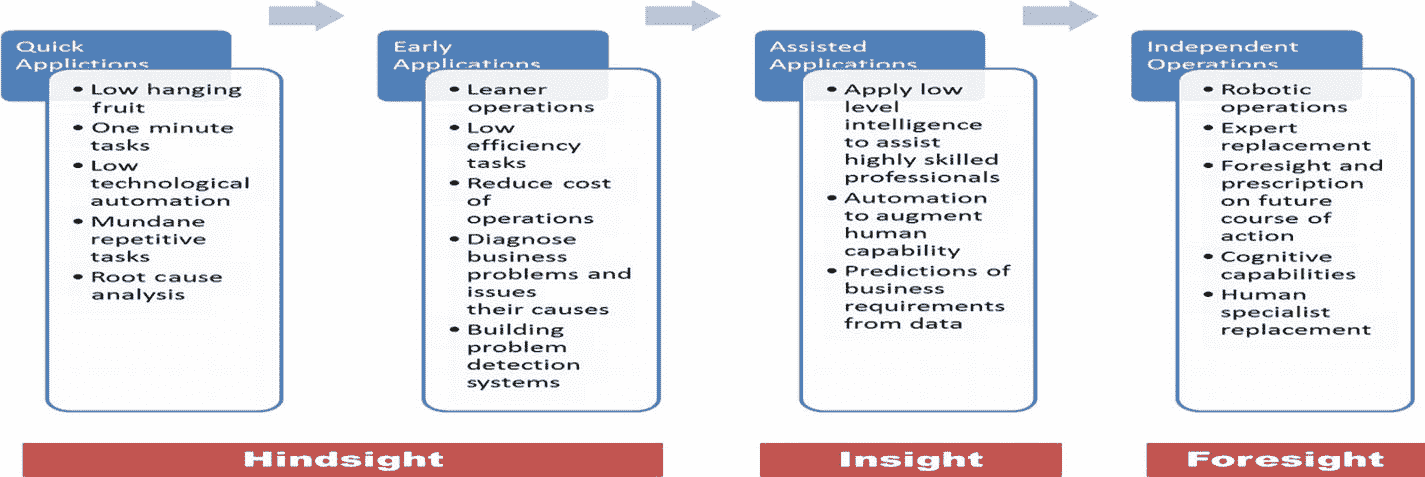 Quick
Applictions
• Low hanging
fruit
• One minute
tasks
• Low
technological
automation
• Mundane
repetitive
tasks
• Root cause
analysis
Early
Applications
• Leaner
operations
• Low
efficiency
tasks
• Reduce cost
of
operations
• Diagnose
business
problems and
issues
their causes
• Building
problem
detection
systems
Assisted
Applications
• Apply low
level
intelligence
to assist
highly skilled
professionals
• Automation
to augment
human
capability
• Predictions of
business
requirements
from data
Independent
Operations
• Robotic
operations
• Expert
replacement
• Foresight and
prescription
on future
course of
action
• Cognitive
capabilities
• Human
specialist
replacement
Hindsight
Insight
Foresight